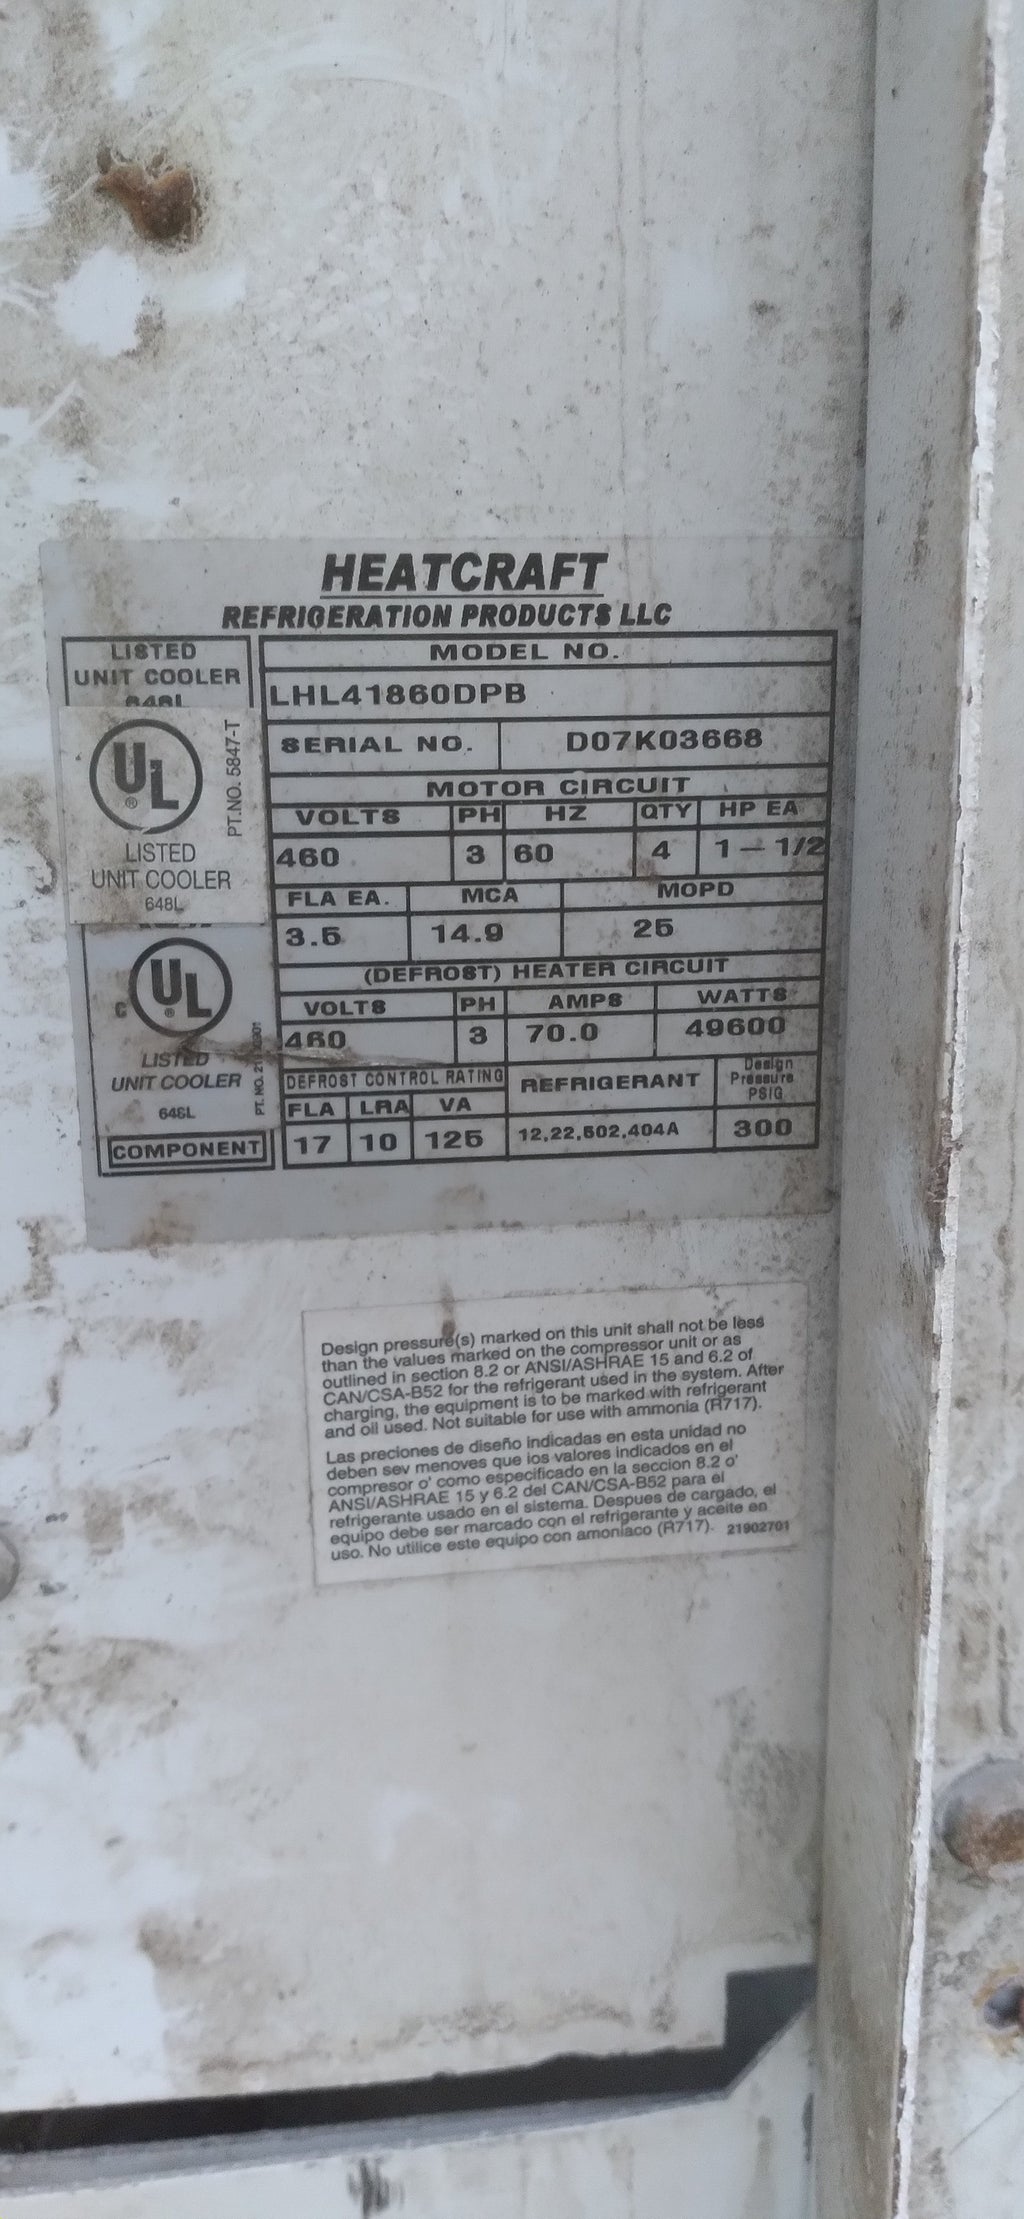 HEATCRAFT
REFRIGERATION PRODUCTS LLC
LISTED
UNIT COOLER
648L
UL
®
PT.NO. 5847-T
LISTED
UNIT COOLER
648L
C UL
®
LISTED
UNIT COOLER
648L
PT. NO.
COMPONENT
MODEL NO.
LHL41860DPB
SERIAL NO. D07K03668
MOTOR CIRCUIT
VOLTS PH HZ QTY HP EA
460 3 60 4 1-1/2
FLA EA. MCA MOPD
3.5 14.9 25
(DEFROST) HEATER CIRCUIT
VOLTS PH AMPS WATTS
460 3 70.0 49600
DEFROST CONTROL RATING REFRIGERANT Design Pressure PSIG
FLA LRA VA
17 10 125 12,22,502,404A 300
Design pressure(s) marked on this unit shall not be less
than the values marked on the compressor unit or as
outlined in section 8.2 or ANSI/ASHRAE 15 and 6.2 of
CAN/CSA-B52 for the refrigerant used in the system. After
charging, the equipment is to be marked with refrigerant
and oil used. Not suitable for use with ammonia (R717).
Las preciones de diseño indicadas en esta unidad no
deben sev menoves que ios valores indicados en el
compresor o' como especificado en la seccion 8.2 o'
ANSI/ASHRAE 15 y 6.2 del CAN/CSA-B52 para el
refrigerante usado en el sistema. Despues de cargado, el
equipo debe ser marcado con el refrigerante y aceite en
uso. No utilice este equipo con amoniaco (R717). 21902701